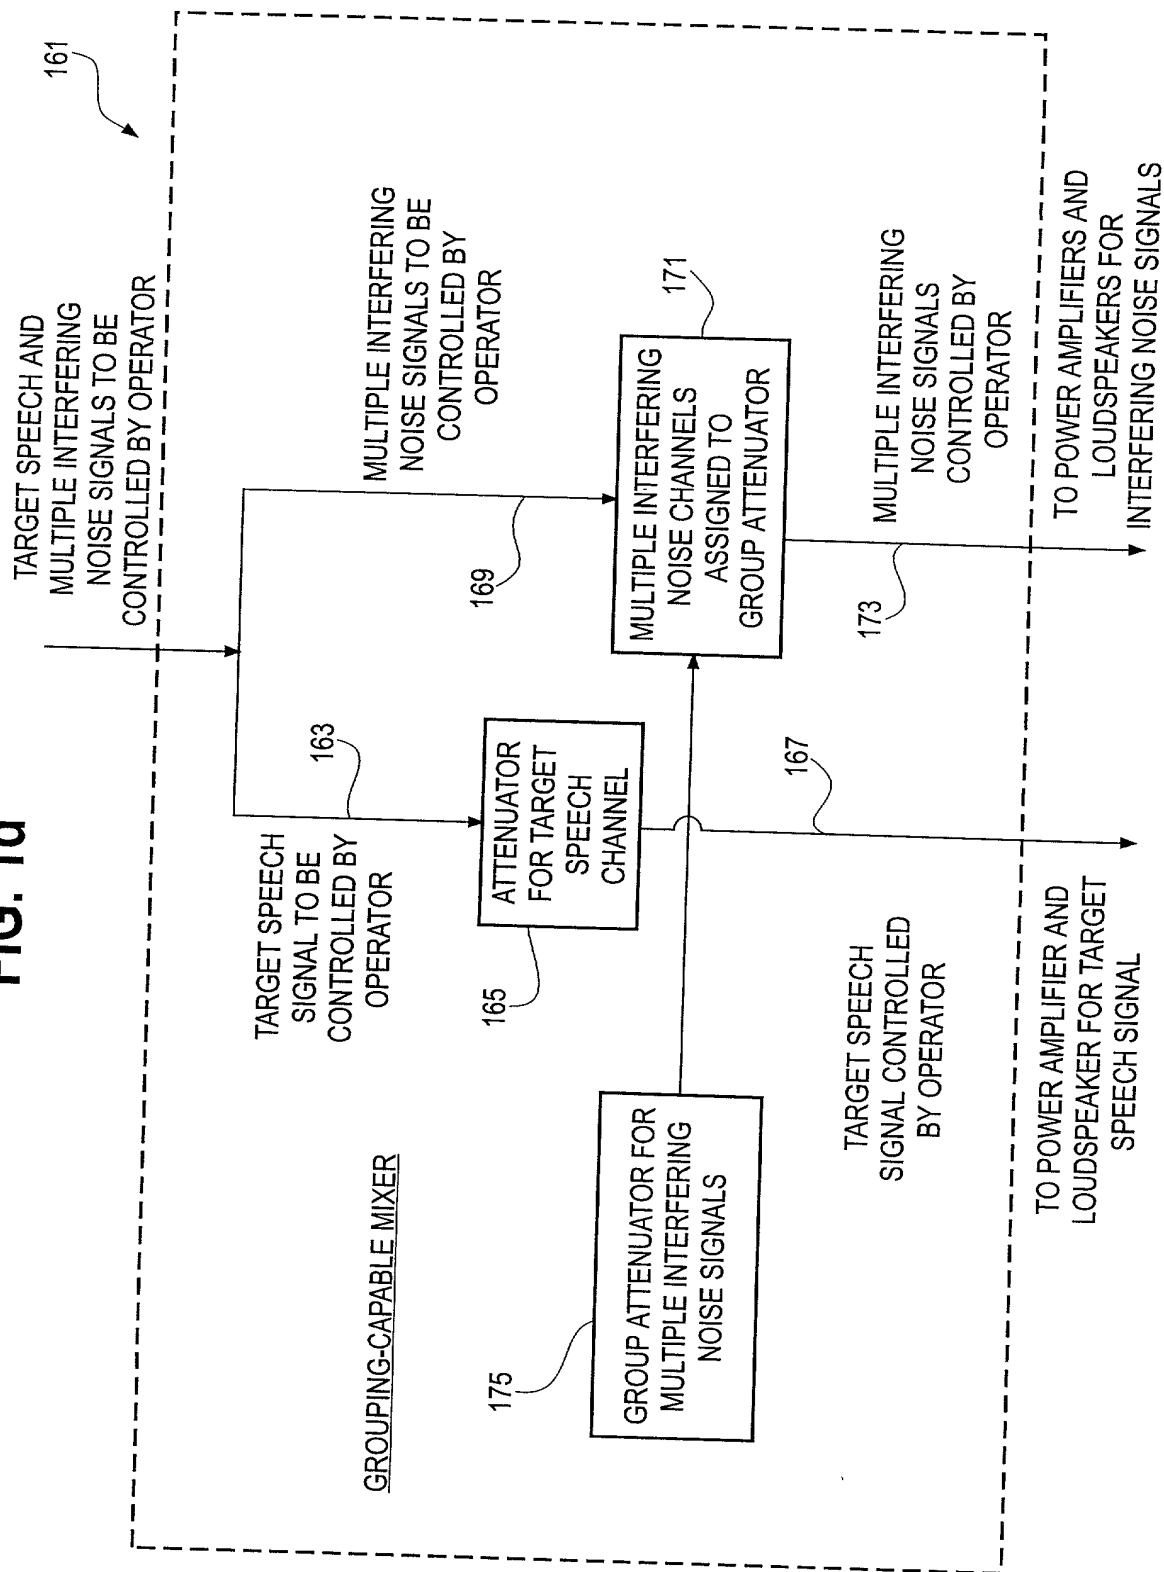 FIG. 1d
161
TARGET SPEECH AND
MULTIPLE INTERFERING
NOISE SIGNALS TO BE
CONTROLLED BY OPERATOR
GROUPING-CAPABLE MIXER
TARGET SPEECH
SIGNAL TO BE
CONTROLLED BY
OPERATOR
163
MULTIPLE INTERFERING
NOISE SIGNALS TO BE
CONTROLLED BY
OPERATOR
169
175
GROUP ATTENUATOR FOR
MULTIPLE INTERFERING
NOISE SIGNALS
165
ATTENUATOR
FOR TARGET
SPEECH
CHANNEL
171
MULTIPLE INTERFERING
NOISE CHANNELS
ASSIGNED TO
GROUP ATTENUATOR
TARGET SPEECH
SIGNAL CONTROLLED
BY OPERATOR
167
173
MULTIPLE INTERFERING
NOISE SIGNALS
CONTROLLED BY
OPERATOR
TO POWER AMPLIFIER AND
LOUDSPEAKER FOR TARGET
SPEECH SIGNAL
TO POWER AMPLIFIERS AND
LOUDSPEAKERS FOR
INTERFERING NOISE SIGNALS